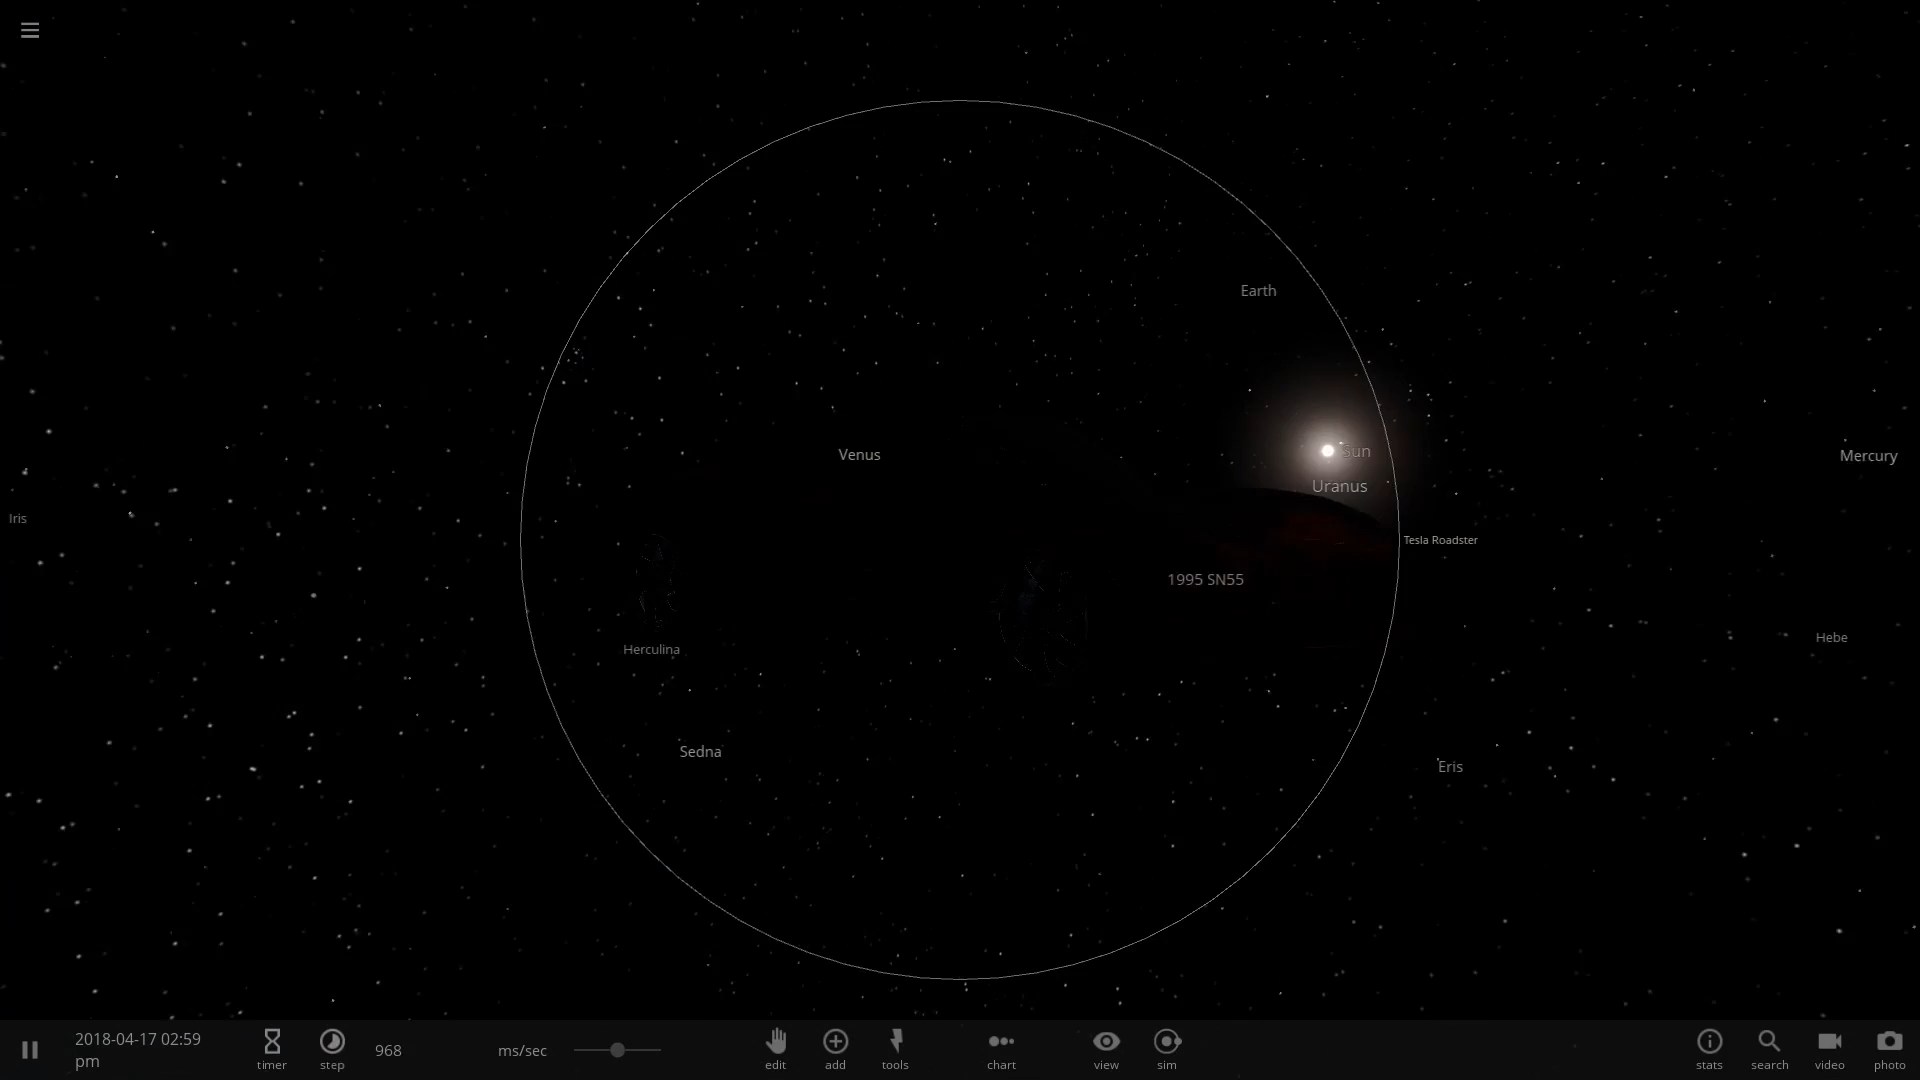 Earth
Sun
Venus
Mercury
Uranus
Iris
Tesla Roadster
1995 SN55
Hebe
Herculina
Sedna
Eris
2018-04-17 02:59
pm
timer
step
968
ms/sec
edit
add
tools
chart
view
sim
stats
search
video
photo